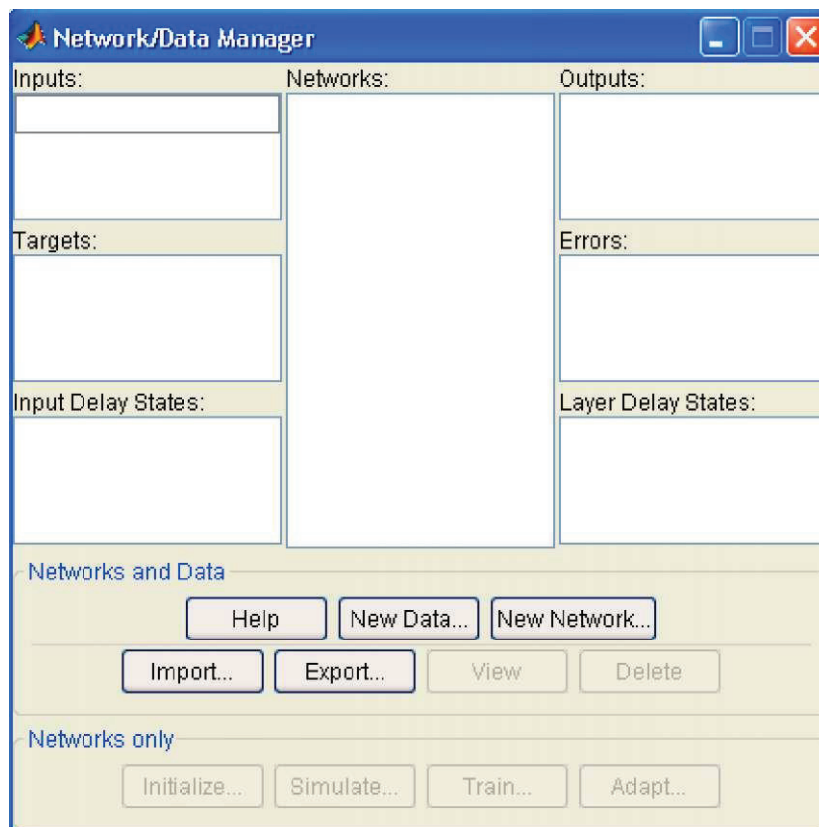 Network/Data Manager
Inputs:
Networks:
Outputs:
Targets:
Errors:
Input Delay States:
Layer Delay States:
Networks and Data
Help
New Data...
New Network...
Import...
Export...
View
Delete
Networks only
Initialize...
Simulate...
Train...
Adapt...